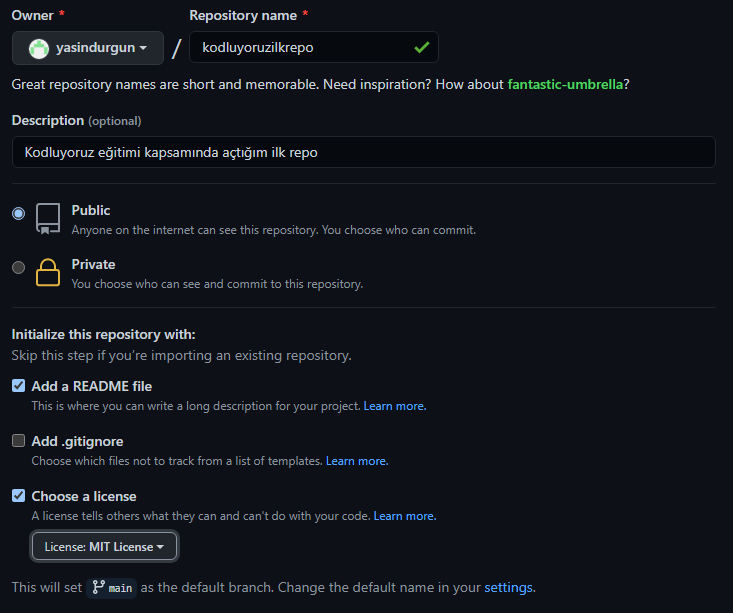 Owner * Repository name *
yasindurgun / kodluyoruzilkrepo
Great repository names are short and memorable. Need inspiration? How about fantastic-umbrella?
Description (optional)
Kodluyoruz eğitimi kapsamında açtığım ilk repo
Public
Anyone on the internet can see this repository. You choose who can commit.
Private
You choose who can see and commit to this repository.
Initialize this repository with:
Skip this step if you're importing an existing repository.
Add a README file
This is where you can write a long description for your project. Learn more.
Add .gitignore
Choose which files not to track from a list of templates. Learn more.
Choose a license
A license tells others what they can and can't do with your code. Learn more.
License: MIT License
This will set main as the default branch. Change the default name in your settings.